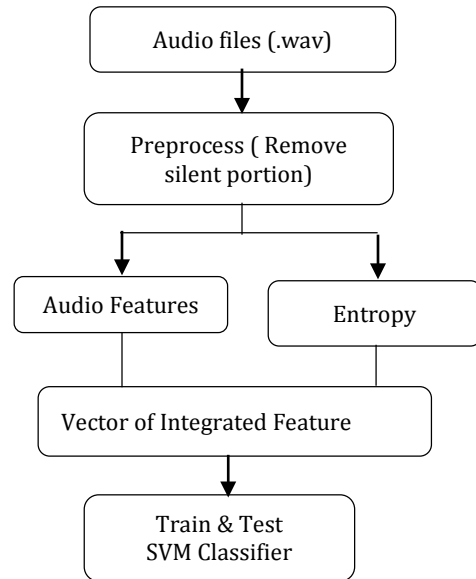 Audio files (.wav)
Preprocess ( Remove
silent portion)
Audio Features
Entropy
Vector of Integrated Feature
Train & Test
SVM Classifier